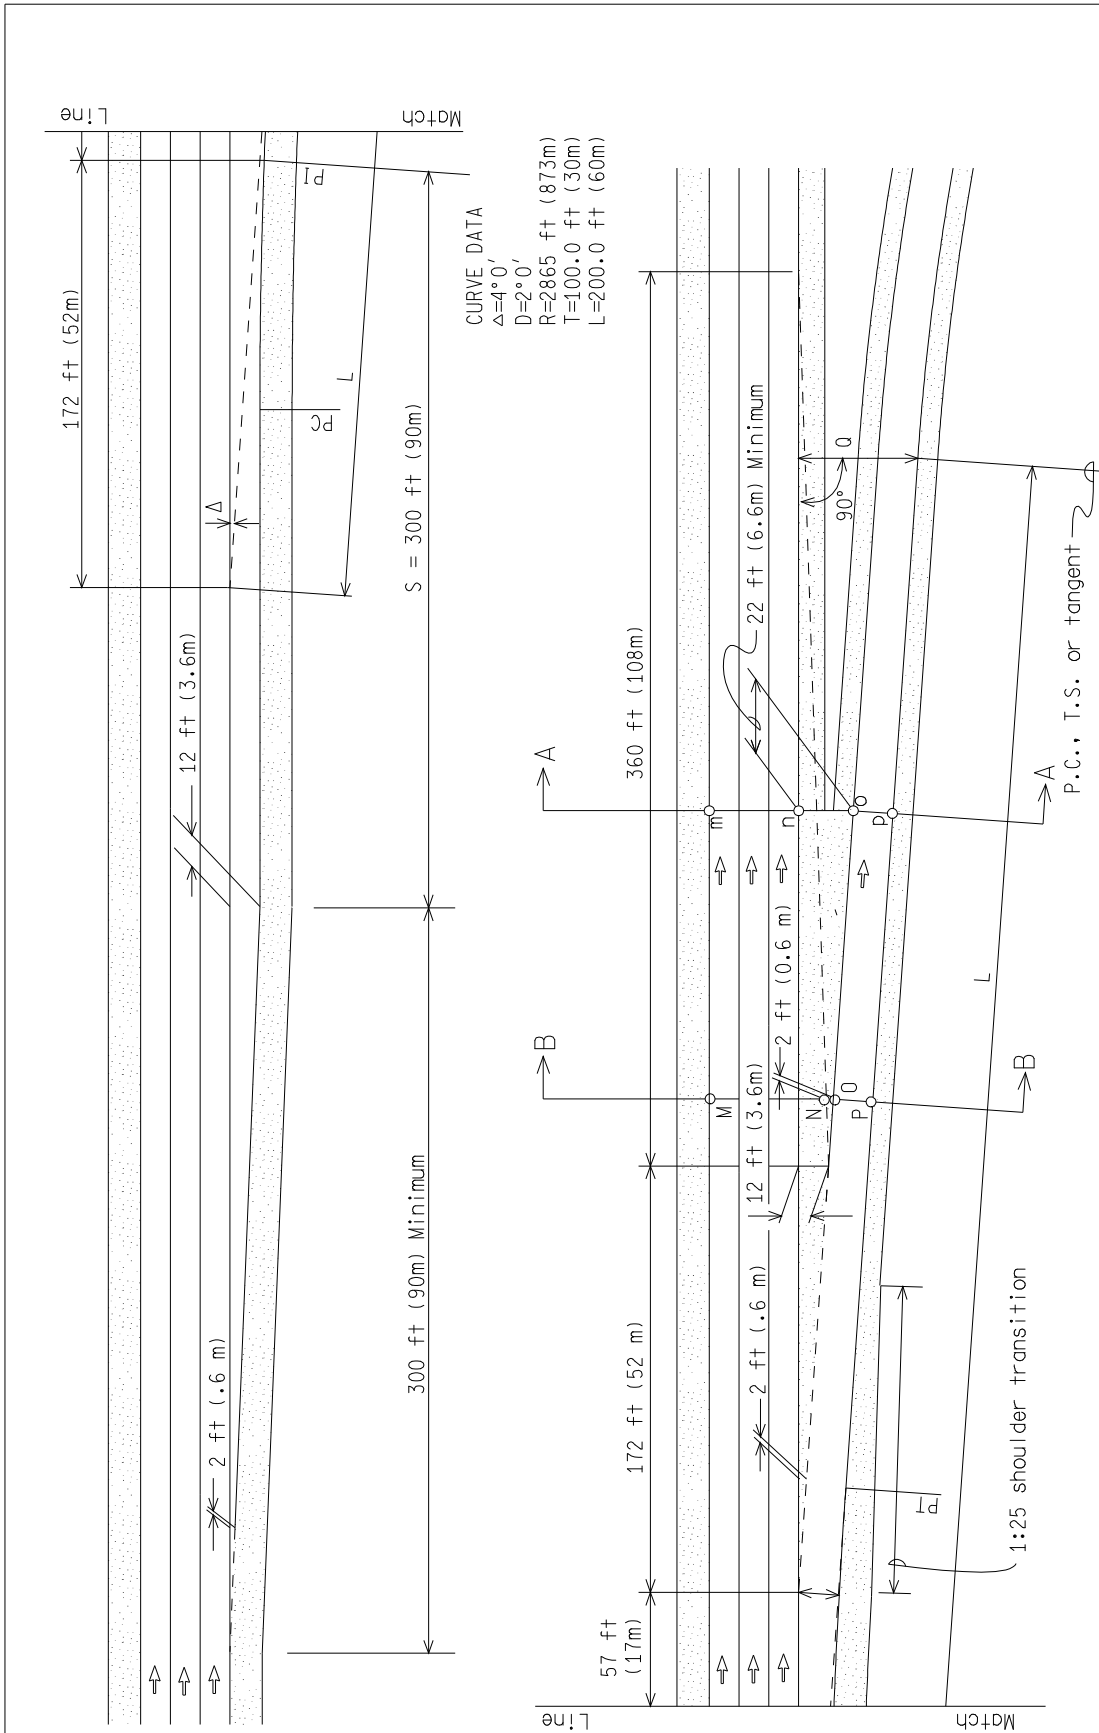 Line
Match
172 ft (52m)
PI
L
PC
Δ
S = 300 ft (90m)
12 ft (3.6m)
300 ft (90m) Minimum
2 ft (.6 m)
CURVE DATA
Δ=4°0'
D=2°0'
R=2865 ft (873m)
T=100.0 ft (30m)
L=200.0 ft (60m)
360 ft (108m)
22 ft (6.6m) Minimum
90°
Q
A
A
m
n
o
p
P.C., T.S. or tangent
2 ft (0.6 m)
B
B
M
N
O
P
L
12 ft (3.6m)
172 ft (52 m)
2 ft (.6 m)
PT
1:25 shoulder transition
57 ft
(17m)
Line
Match